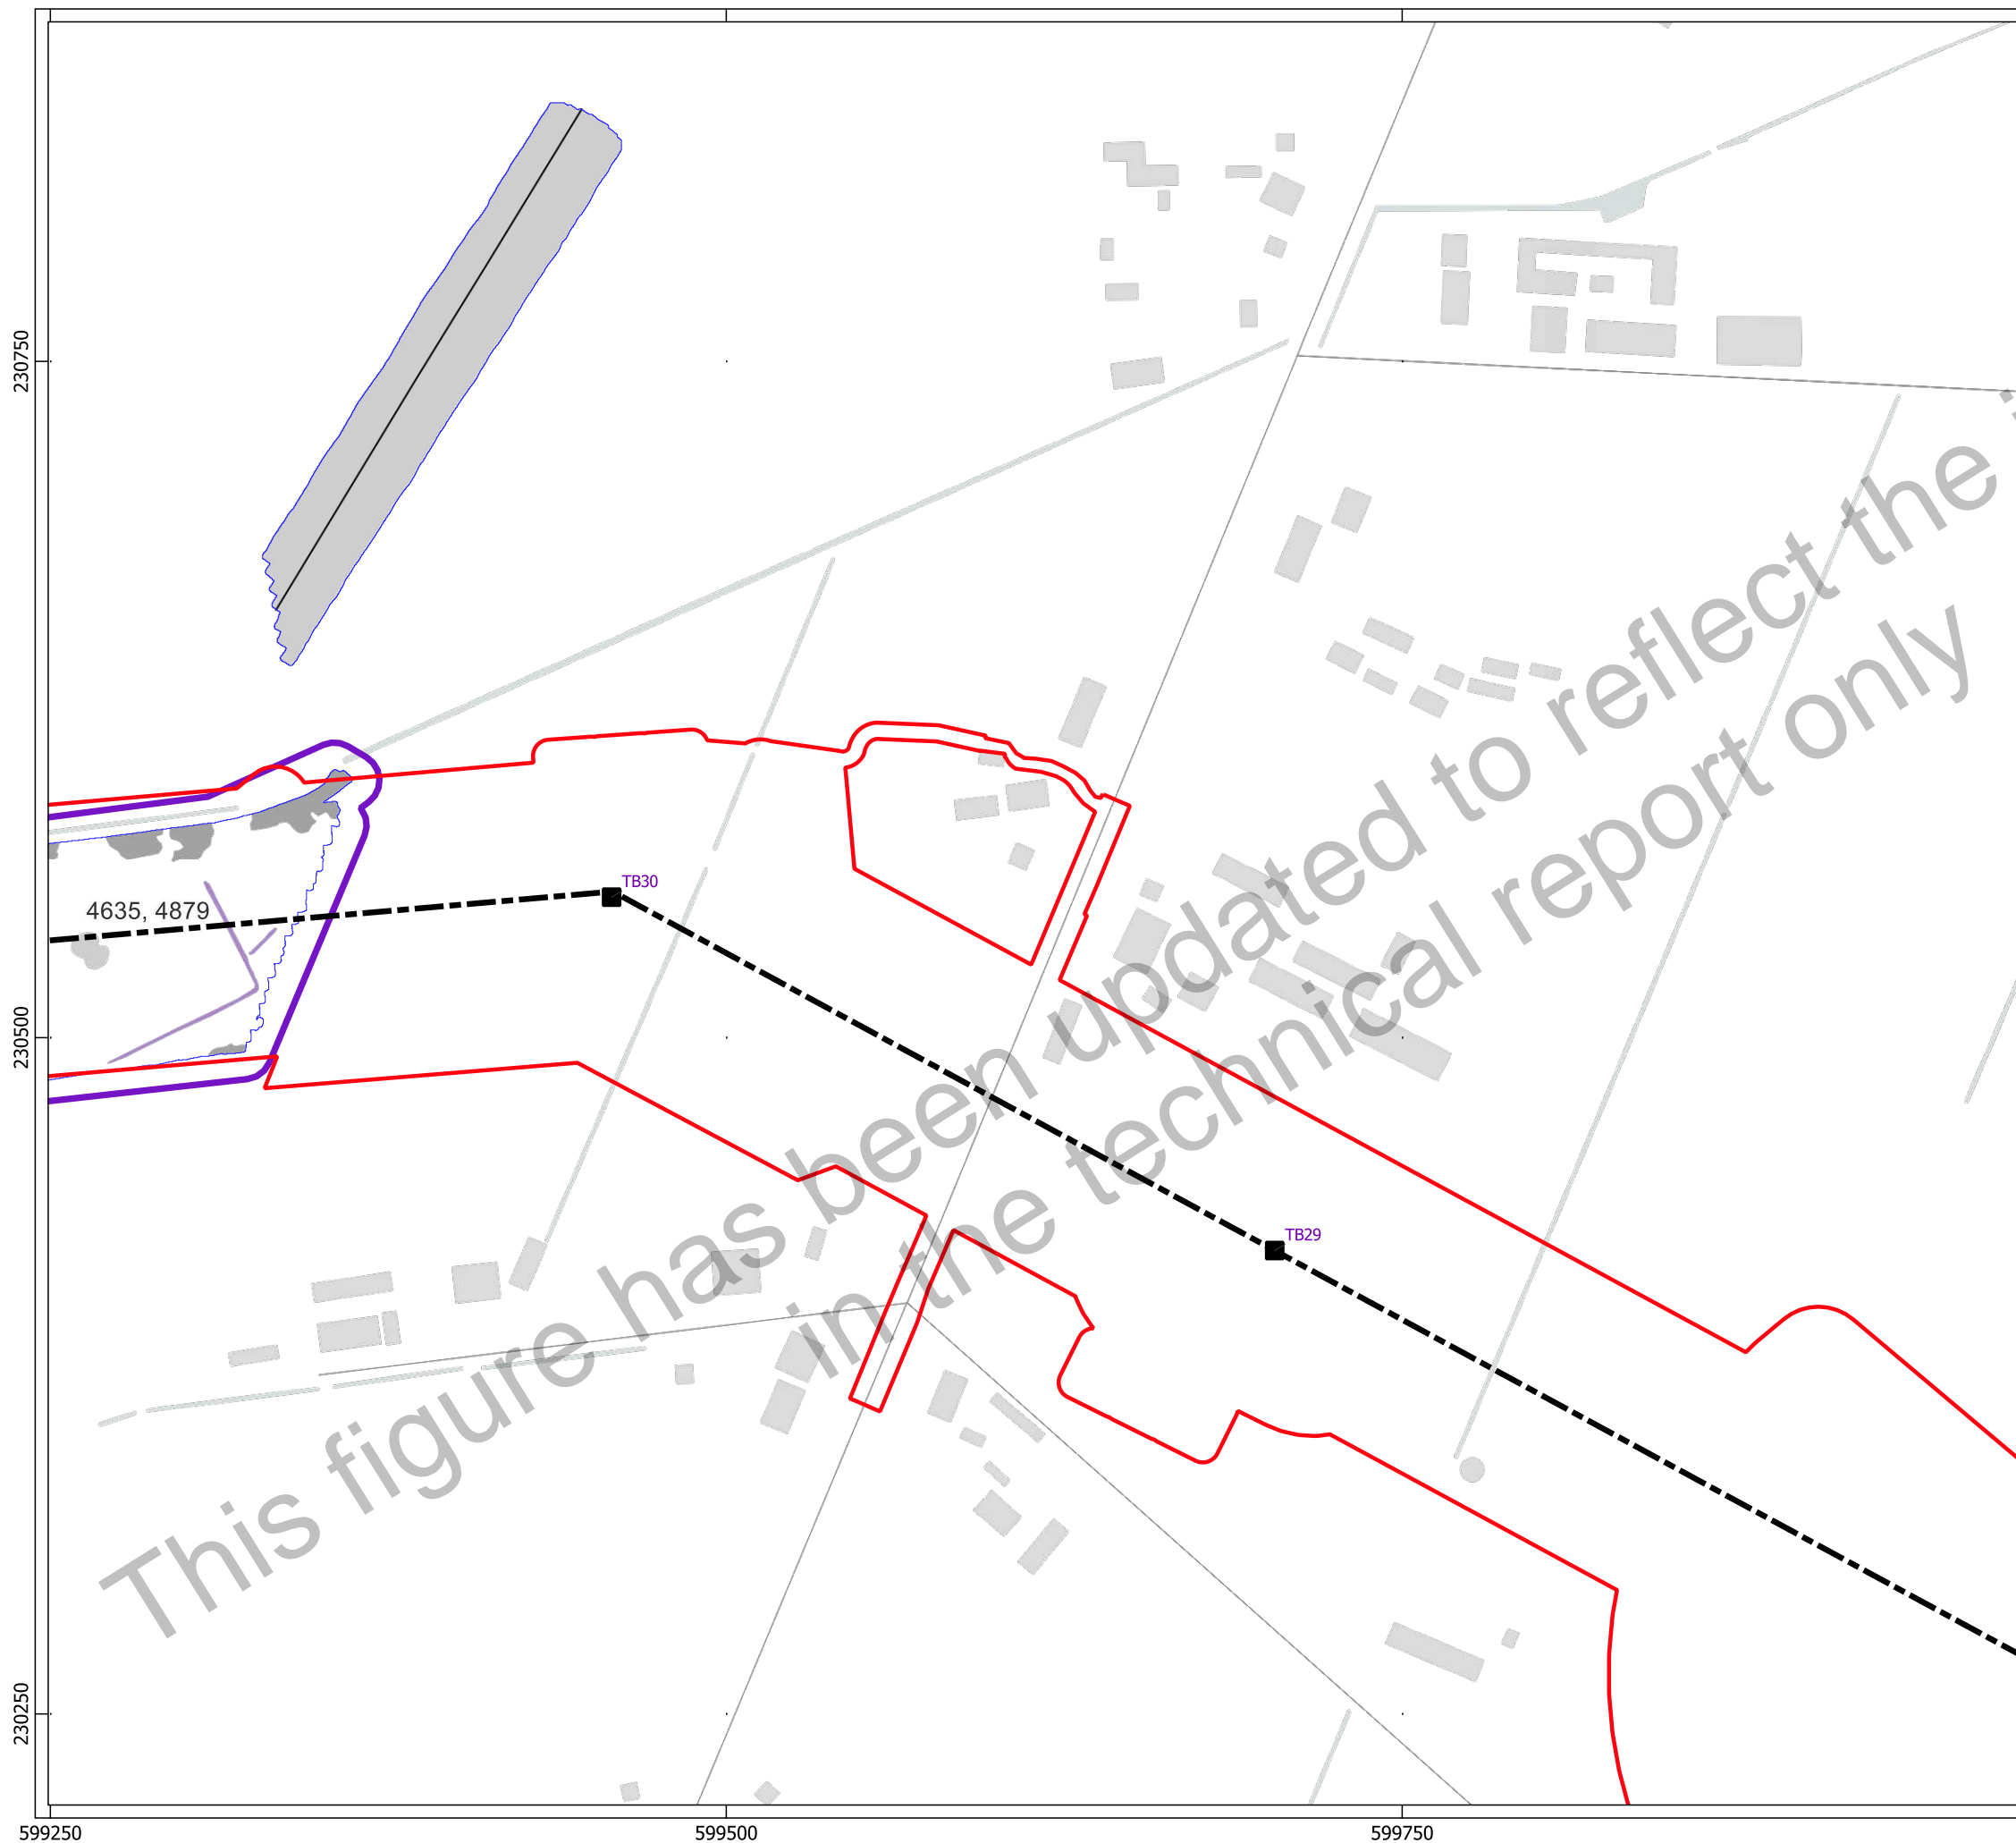 230750
4635, 4879
TB30
230500
TB29
230250
599250
599500
599750
This figure has been updated to reflect the
in the technical report only